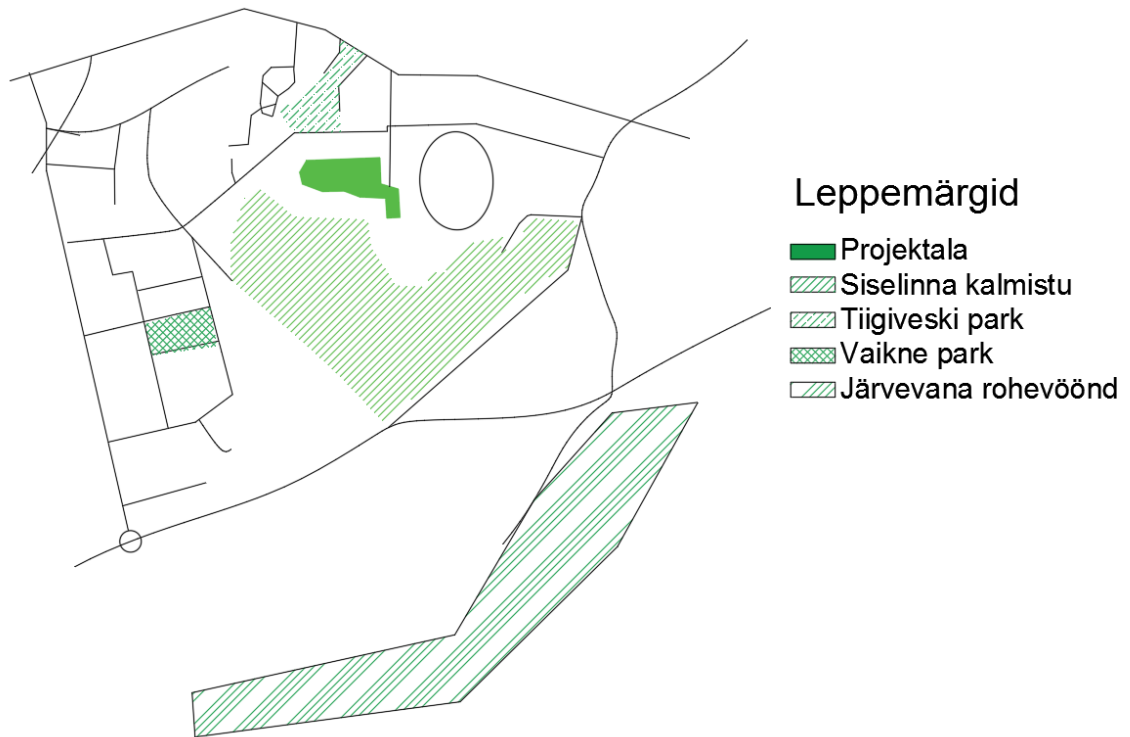 Leppemärgid
Projektala
Siselinna kalmistu
Tiigiveski park
Vaikne park
Järvevana rohevöönd